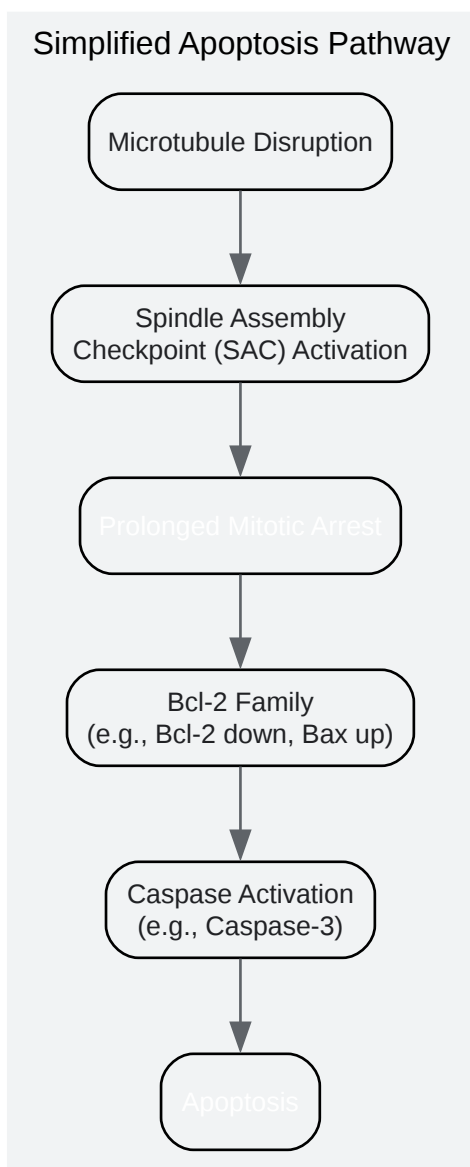 Simplified Apoptosis Pathway
Microtubule Disruption
Spindle Assembly
Checkpoint (SAC) Activation
Prolonged Mitotic Arrest
Bcl-2 Family
(e.g., Bcl-2 down, Bax up)
Caspase Activation
(e.g., Caspase-3)
Apoptosis